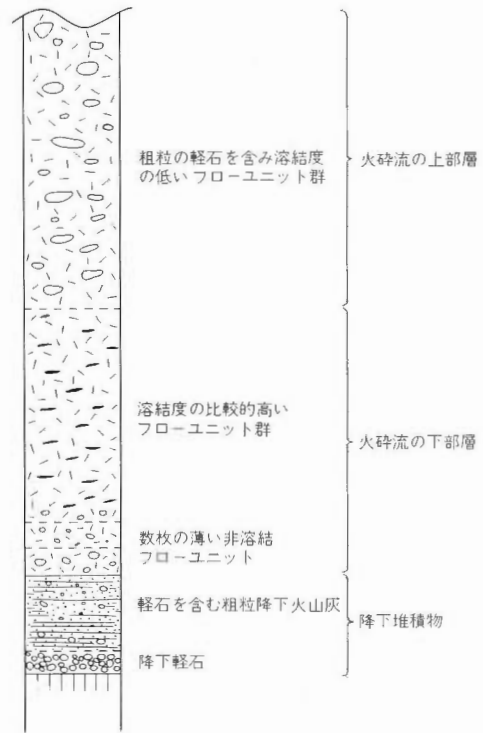 粗粒の軽石を含み溶結度
の低いフローユニット群
火砕流の上部層
溶結度の比較的高い
フローユニット群
火砕流の下部層
数枚の薄い非溶結
フローユニット
軽石を含む粗粒降下火山灰
降下堆積物
降下軽石